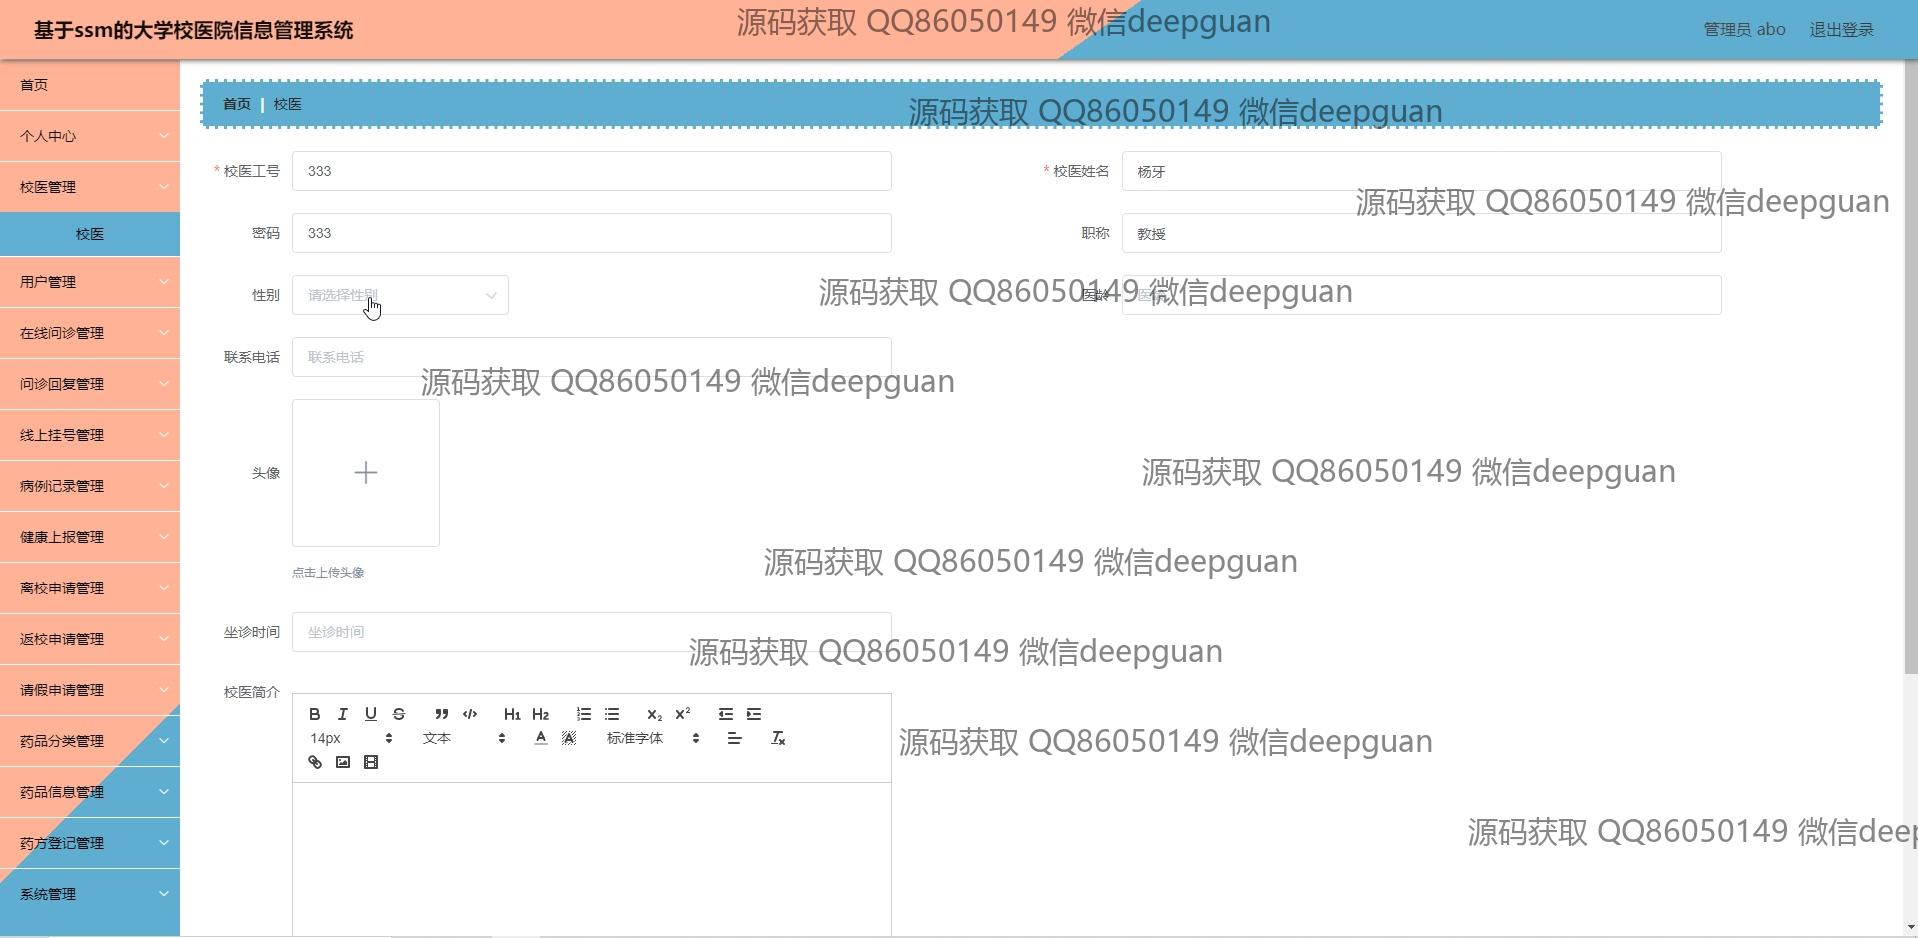 基于ssm的大学校医院信息管理系统
源码获取 QQ86050149 微信deepguan
管理员 abo
退出登录
首页
个人中心
校医管理
校医
用户管理
在线问诊管理
问诊回复管理
线上挂号管理
病例记录管理
健康上报管理
离校申请管理
返校申请管理
请假申请管理
药品分类管理
药品信息管理
药方登记管理
系统管理
首页 | 校医
源码获取 QQ86050149 微信deepguan
* 校医工号 333
* 校医姓名 杨牙
源码获取 QQ86050149 微信deepguan
密码 333
职称 教授
性别 请选择性别
源码获取 QQ86050149 微信deepguan
医龄
联系电话 联系电话
源码获取 QQ86050149 微信deepguan
头像
源码获取 QQ86050149 微信deepguan
源码获取 QQ86050149 微信deepguan
点击上传头像
坐诊时间 坐诊时间
源码获取 QQ86050149 微信deepguan
校医简介
B I U S H1 H2 X2 X2
14px 文本 A A 标准字体 Tx
源码获取 QQ86050149 微信deepguan
源码获取 QQ86050149 微信deep